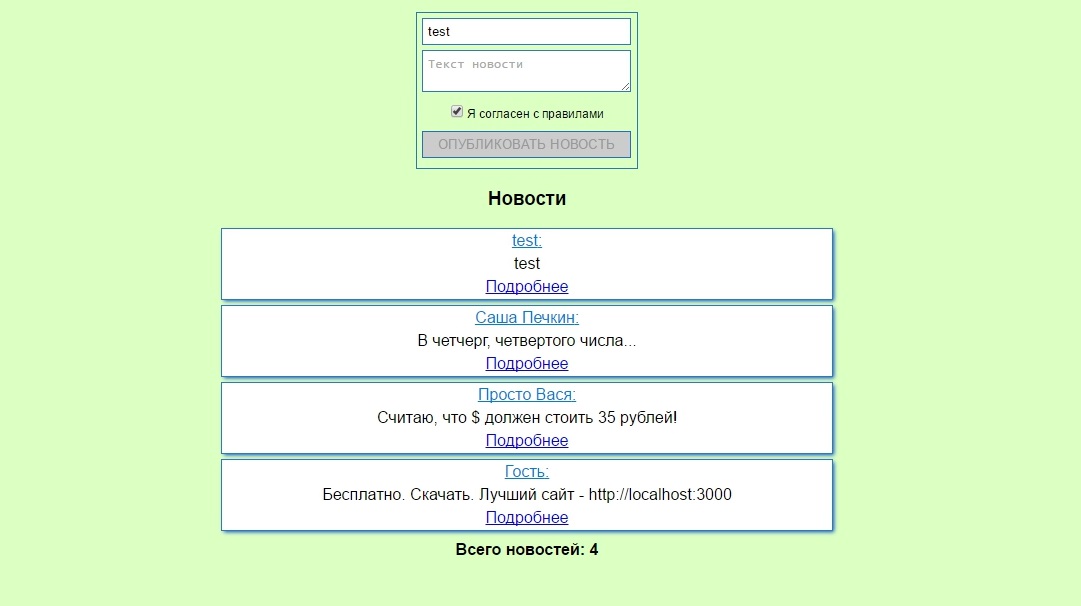 test
Текст новости
Я согласен с правилами
ОПУБЛИКОВАТЬ НОВОСТЬ
Новости
test:
test
Подробнее
Саша Печкин:
В четчерг, четвертого числа...
Подробнее
Просто Вася:
Считаю, что $ должен стоить 35 рублей!
Подробнее
Гость:
Бесплатно. Скачать. Лучший сайт - http://localhost:3000
Подробнее
Всего новостей: 4